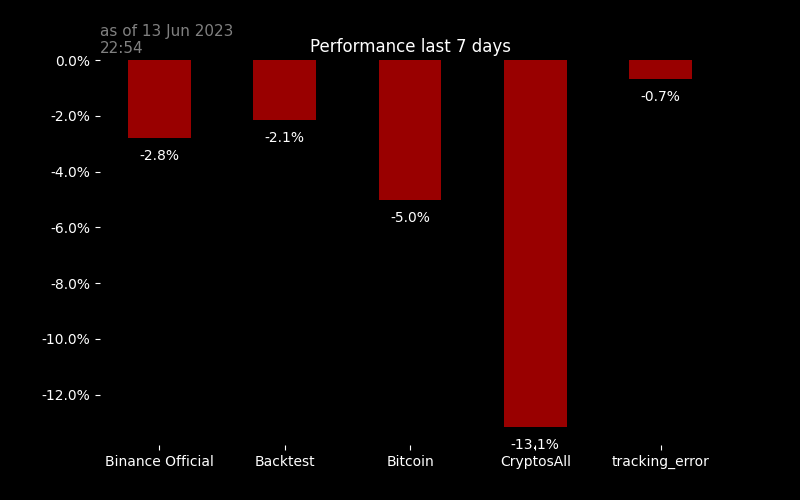 as of 13 Jun 2023
22:54
Performance last 7 days
0.0%
-2.0%
-4.0%
-6.0%
-8.0%
-10.0%
-12.0%
-2.8%
-2.1%
-5.0%
-13.1%
-0.7%
Binance Official
Backtest
Bitcoin
CryptosAll
tracking_error